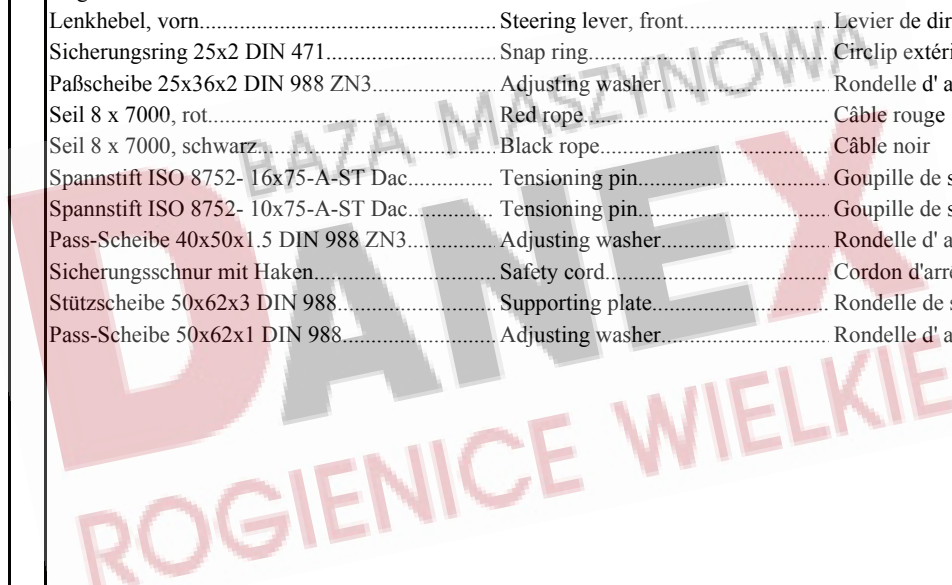 Lenkhebel, vorn Steering lever, front Levier de dir
Sicherungsring 25x2 DIN 471 Snap ring Circlip extéri
Paßscheibe 25x36x2 DIN 988 ZN3 Adjusting washer Rondelle d' a
Seil 8 x 7000, rot Red rope Câble rouge
Seil 8 x 7000, schwarz Black rope Câble noir
Spannstift ISO 8752- 16x75-A-ST Dac Tensioning pin Goupille de s
Spannstift ISO 8752- 10x75-A-ST Dac Tensioning pin Goupille de s
Pass-Scheibe 40x50x1.5 DIN 988 ZN3 Adjusting washer Rondelle d' a
Sicherungsschnur mit Haken Safety cord Cordon d'arr
Stützscheibe 50x62x3 DIN 988 Supporting plate Rondelle de s
Pass-Scheibe 50x62x1 DIN 988 Adjusting washer Rondelle d' a
BAZA MASZYNOWA
DANEX
ROGIENICE WIELKIE